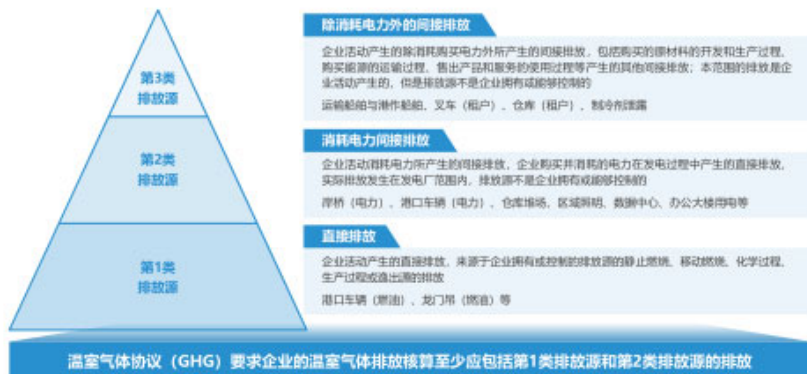 第3类
排放源
第2类
排放源
第1类
排放源
除消耗电力外的间接排放
企业活动产生的除消耗购买电力外所产生的间接排放，包括购买的原材料的开发和生产过程、
购买能源的运输过程、售出产品和服务的使用过程等产生的其他间接排放；本范围的排放是企
业活动产生的，但是排放源不是企业拥有或能够控制的
运输船舶与港作船舶、叉车（租户）、仓库（租户）、制冷剂泄露
消耗电力间接排放
企业活动消耗电力所产生的间接排放，企业购买并消耗的电力在发电过程中产生的直接排放，
实际排放发生在发电厂范围内，排放源不是企业拥有或能够控制的
岸桥（电力）、港口车辆（电力）、仓库堆场、区域照明、数据中心、办公大楼用电等
直接排放
企业活动产生的直接排放，来源于企业拥有或控制的排放源的静止燃烧、移动燃烧、化学过程、
生产过程或逸出源的排放
港口车辆（燃油）、龙门吊（燃油）等
温室气体协议（GHG）要求企业的温室气体排放核算至少应包括第1类排放源和第2类排放源的排放